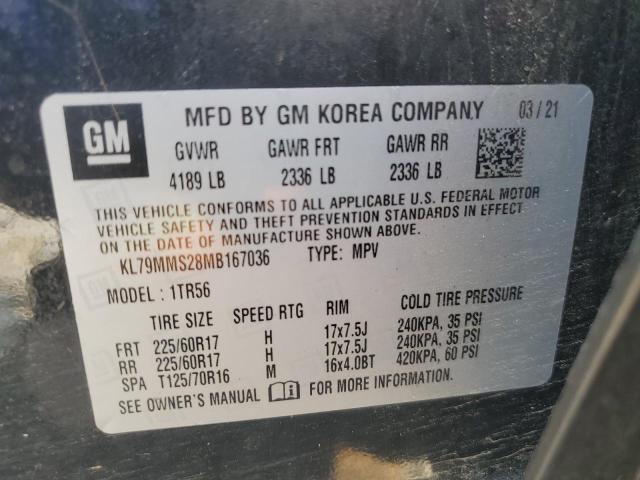 GM
MFD BY GM KOREA COMPANY 03/21
GVWR GAWR FRT GAWR RR
4189 LB 2336 LB 2336 LB
THIS VEHICLE CONFORMS TO ALL APPLICABLE U.S. FEDERAL MOTOR
VEHICLE SAFETY AND THEFT PREVENTION STANDARDS IN EFFECT
ON THE DATE OF MANUFACTURE SHOWN ABOVE.
KL79MMS28MB167036 TYPE: MPV
MODEL: 1TR56
TIRE SIZE SPEED RTG RIM COLD TIRE PRESSURE
FRT 225/60R17 H 17x7.5J 240KPA, 35 PSI
RR 225/60R17 H 17x7.5J 240KPA, 35 PSI
SPA T125/70R16 M 16x4.0BT 420KPA, 60 PSI
SEE OWNER'S MANUAL FOR MORE INFORMATION.